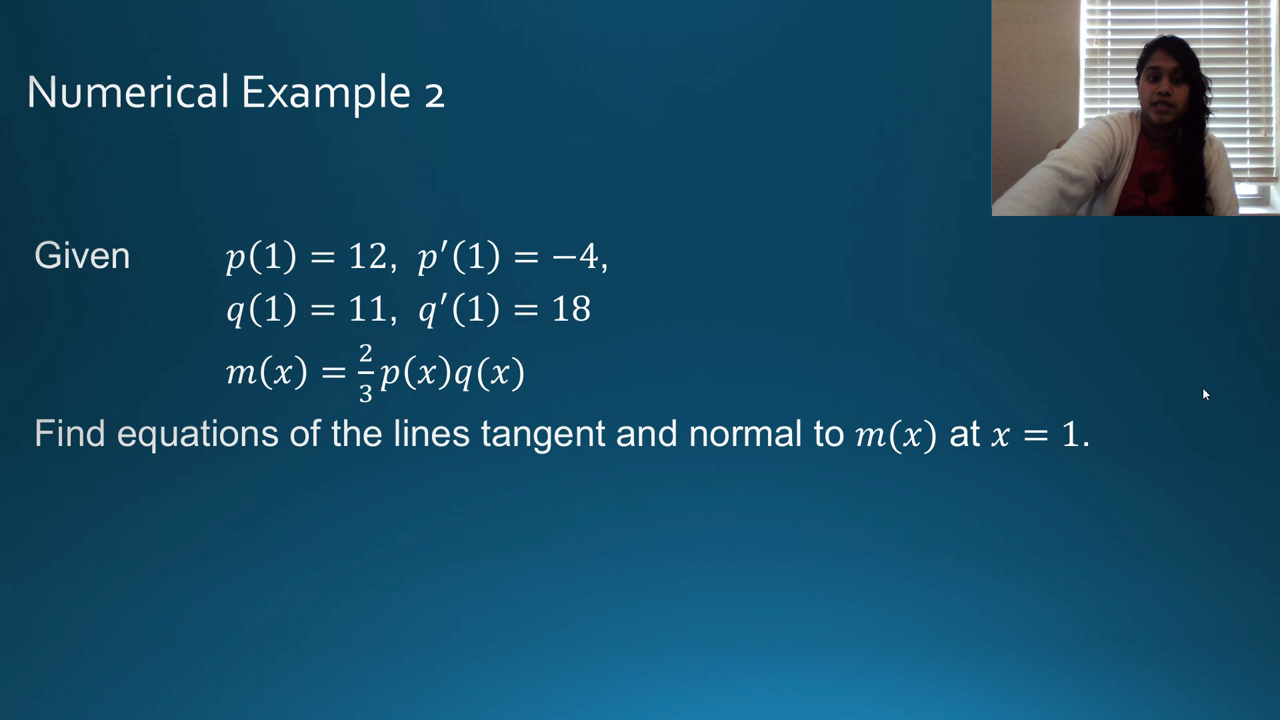 Numerical Example 2
Given p(1) = 12, p′(1) = −4,
q(1) = 11, q′(1) = 18
m(x) = 2/3 p(x)q(x)
Find equations of the lines tangent and normal to m(x) at x = 1.